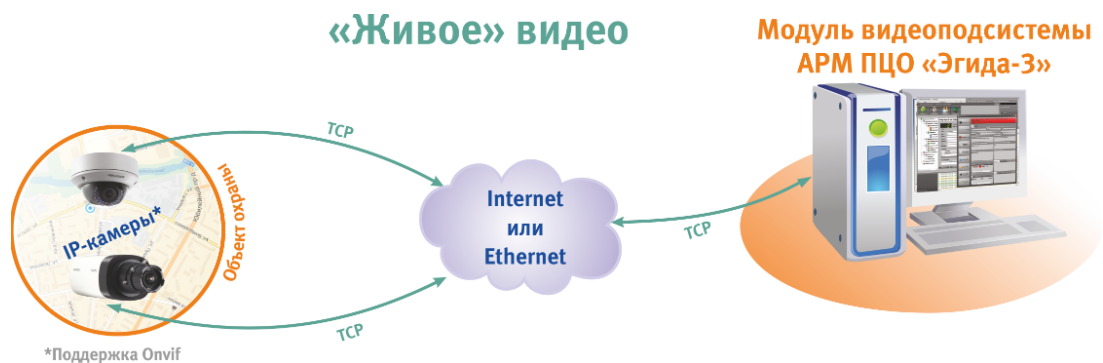 «Живое» видео
Модуль видеоподсистемы
АРМ ПЦО «Эгида-3»
TCP
Объект охраны
IP-камеры*
Internet
или
Ethernet
TCP
TCP
*Поддержка Onvif